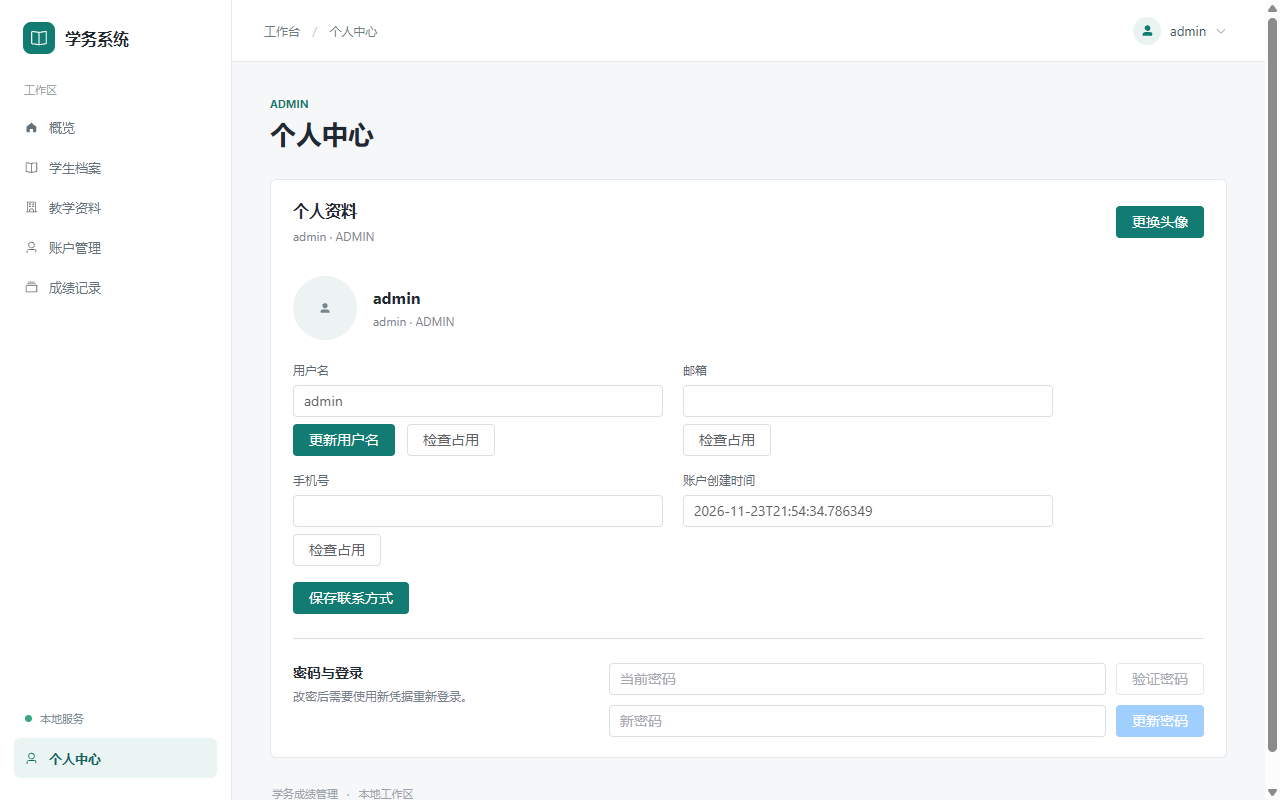 学务系统
工作区
概览
学生档案
教学资料
账户管理
成绩记录
本地服务
个人中心
工作台 / 个人中心
admin
ADMIN
个人中心
个人资料
admin · ADMIN
更换头像
admin
admin · ADMIN
用户名
邮箱
admin
更新用户名 检查占用
检查占用
手机号
账户创建时间
2026-11-23T21:54:34.786349
检查占用
保存联系方式
密码与登录
改密后需要使用新凭据重新登录。
当前密码
验证密码
新密码
更新密码
学务成绩管理 · 本地工作区